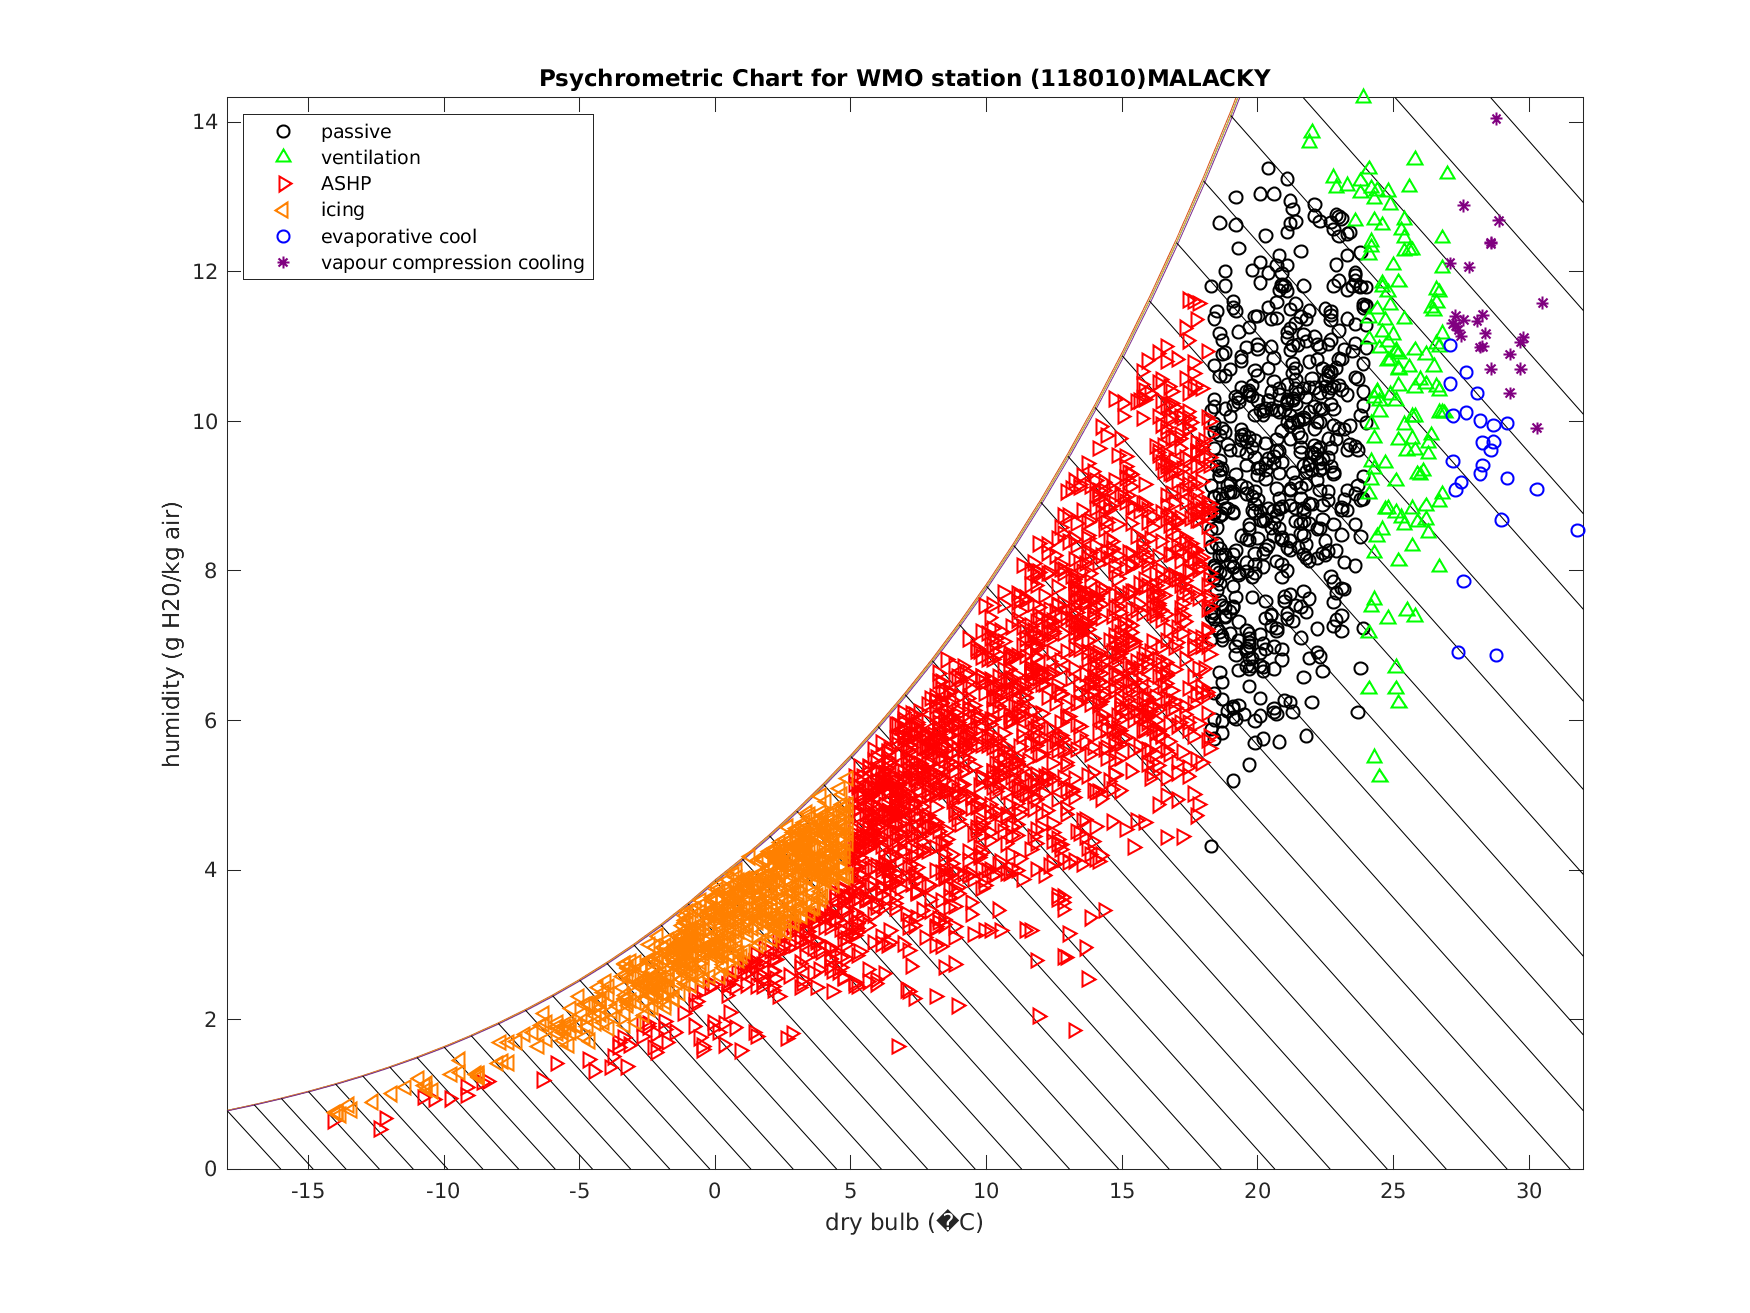 Psychrometric Chart for WMO station (118010)MALACKY
passive
ventilation
ASHP
icing
evaporative cool
vapour compression cooling
14
12
10
8
6
4
2
0
humidity (g H20/kg air)
-15 -10 -5 0 5 10 15 20 25 30
dry bulb (�C)